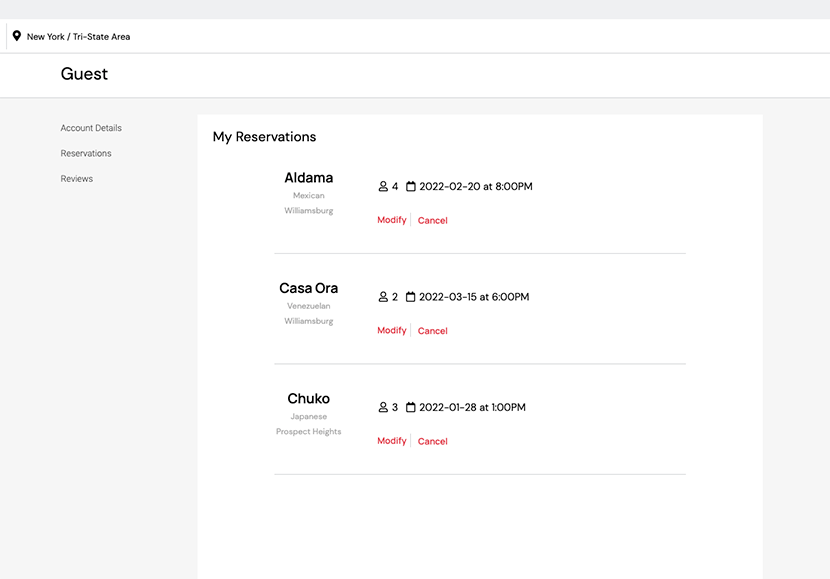 New York / Tri-State Area
Guest
Account Details
Reservations
Reviews
My Reservations
Aldama
Mexican
Williamsburg
4 2022-02-20 at 8:00PM
Modify Cancel
Casa Ora
Venezuelan
Williamsburg
2 2022-03-15 at 6:00PM
Modify Cancel
Chuko
Japanese
Prospect Heights
3 2022-01-28 at 1:00PM
Modify Cancel